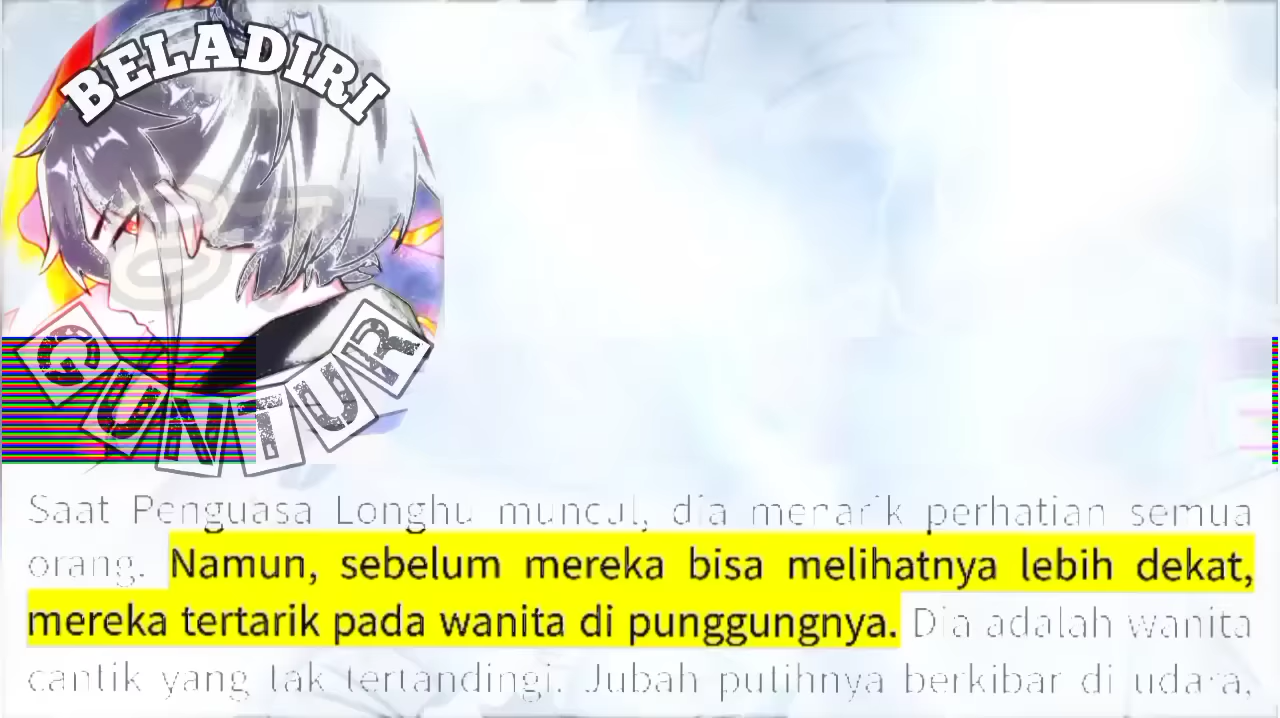 BELADIRI
GUNTUR
Saat Penguasa Longhu muncul, dia menarik perhatian semua
orang. Namun, sebelum mereka bisa melihatnya lebih dekat,
mereka tertarik pada wanita di punggungnya. Dia adalah wanita
cantik yang tak tertandingi. Jubah putihnya berkibar di udara,